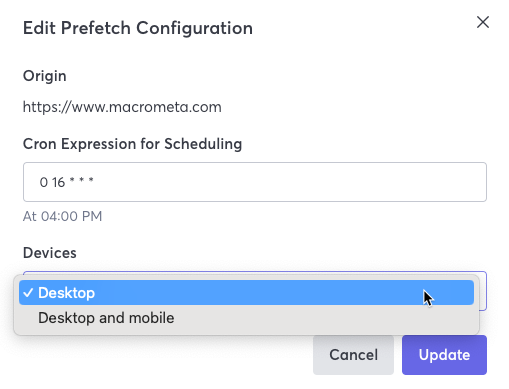 Edit Prefetch Configuration
Origin
https://www.macrometa.com
Cron Expression for Scheduling
0 16 * * *
At 04:00 PM
Devices
✓ Desktop
Desktop and mobile
Cancel
Update